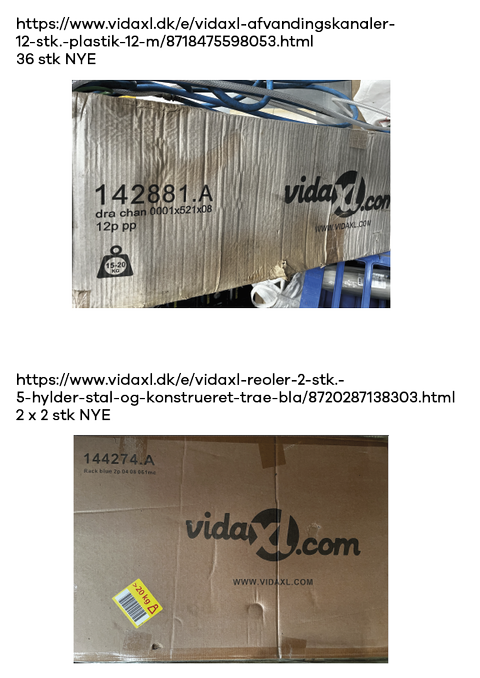 https://www.vidaxl.dk/e/vidaxl-afvandingskanaler-
12-stk.-plastik-12-m/8718475598053.html
36 stk NYE
142881.A
dra chan 0001x521x08
12p pp
15-20
KG
vidaXL.com
WWW.VIDAXL.COM
https://www.vidaxl.dk/e/vidaxl-reoler-2-stk.-
5-hylder-stal-og-konstrueret-trae-bla/8720287138303.html
2 x 2 stk NYE
144274.A
vidaXL.com
WWW.VIDAXL.COM
>20 kg